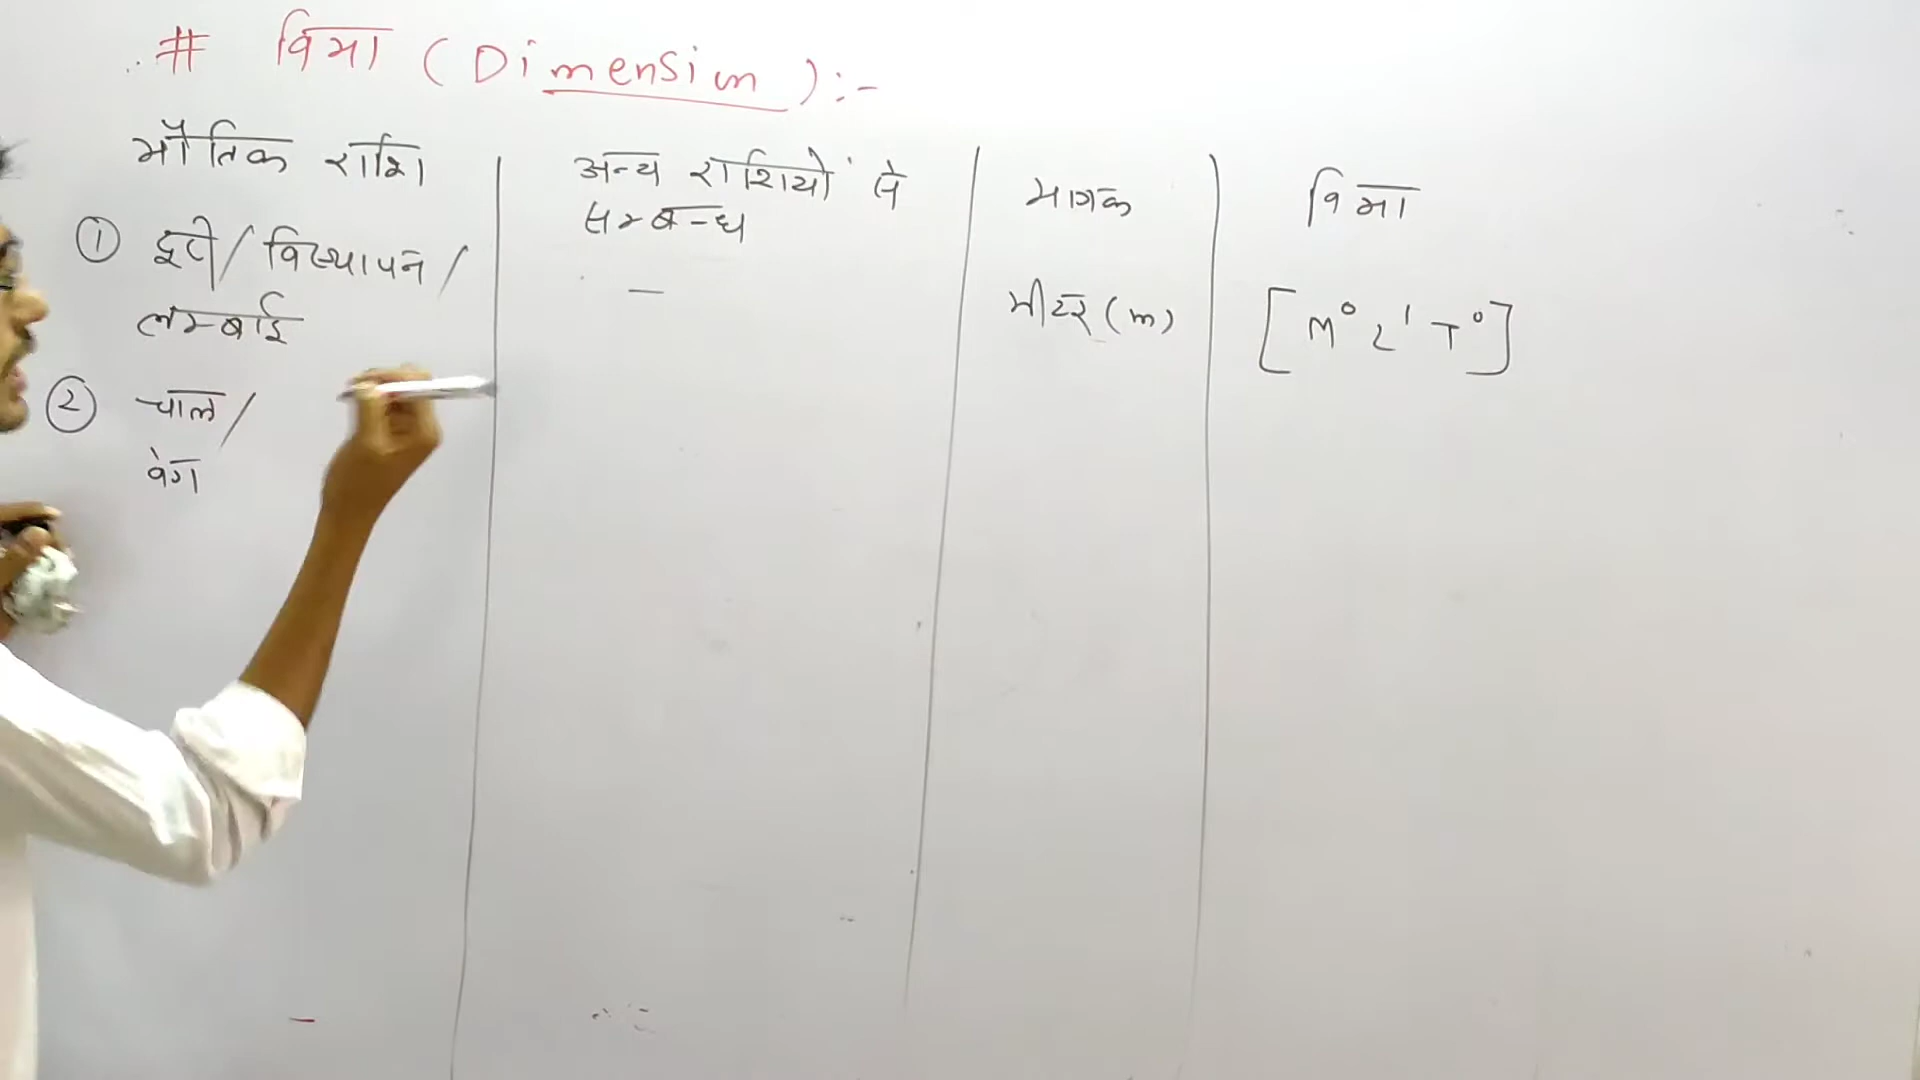 # विमा (Dimension):-
भौतिक राशि
अन्य राशियों से
सम्बन्ध
मात्रक
विमा
① दूरी/विस्थापन/
लम्बाई
—
मीटर (m)
[M⁰ L¹ T⁰]
② चाल/
वेग